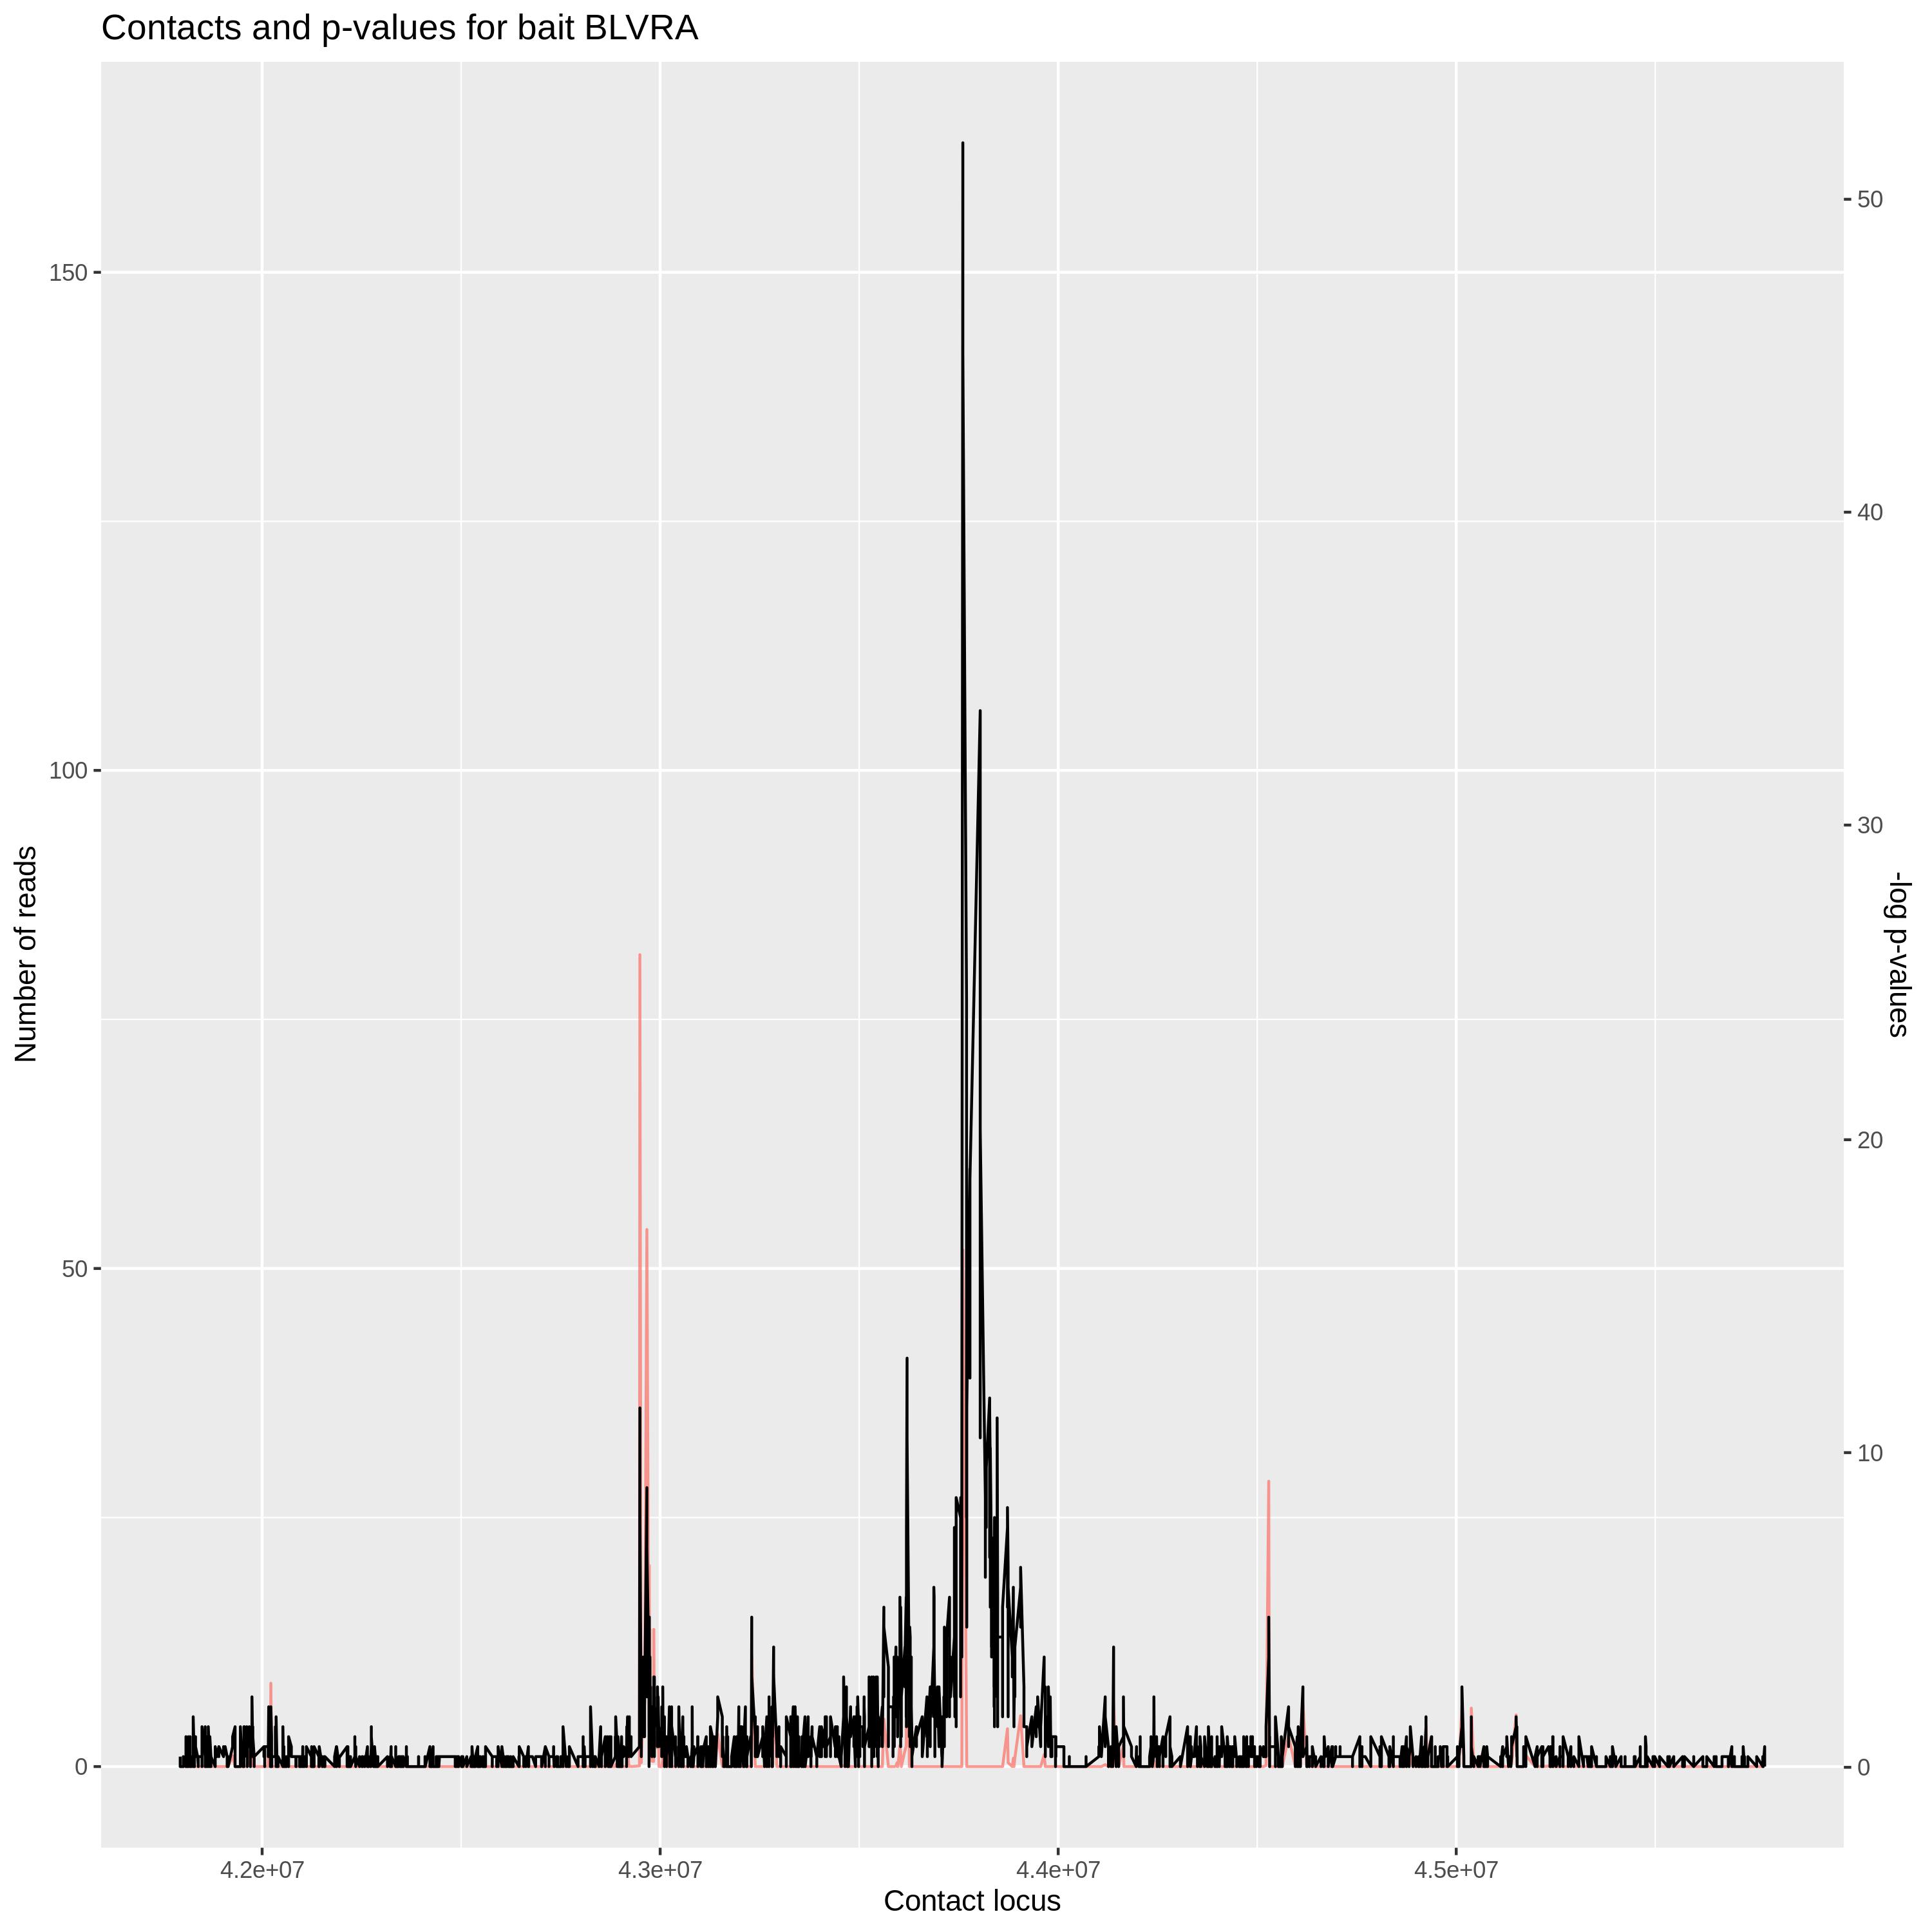 Contacts and p-values for bait BLVRA
150
100
50
0
Number of reads
50
40
30
20
10
0
-log p-values
4.2e+07
4.3e+07
4.4e+07
4.5e+07
Contact locus